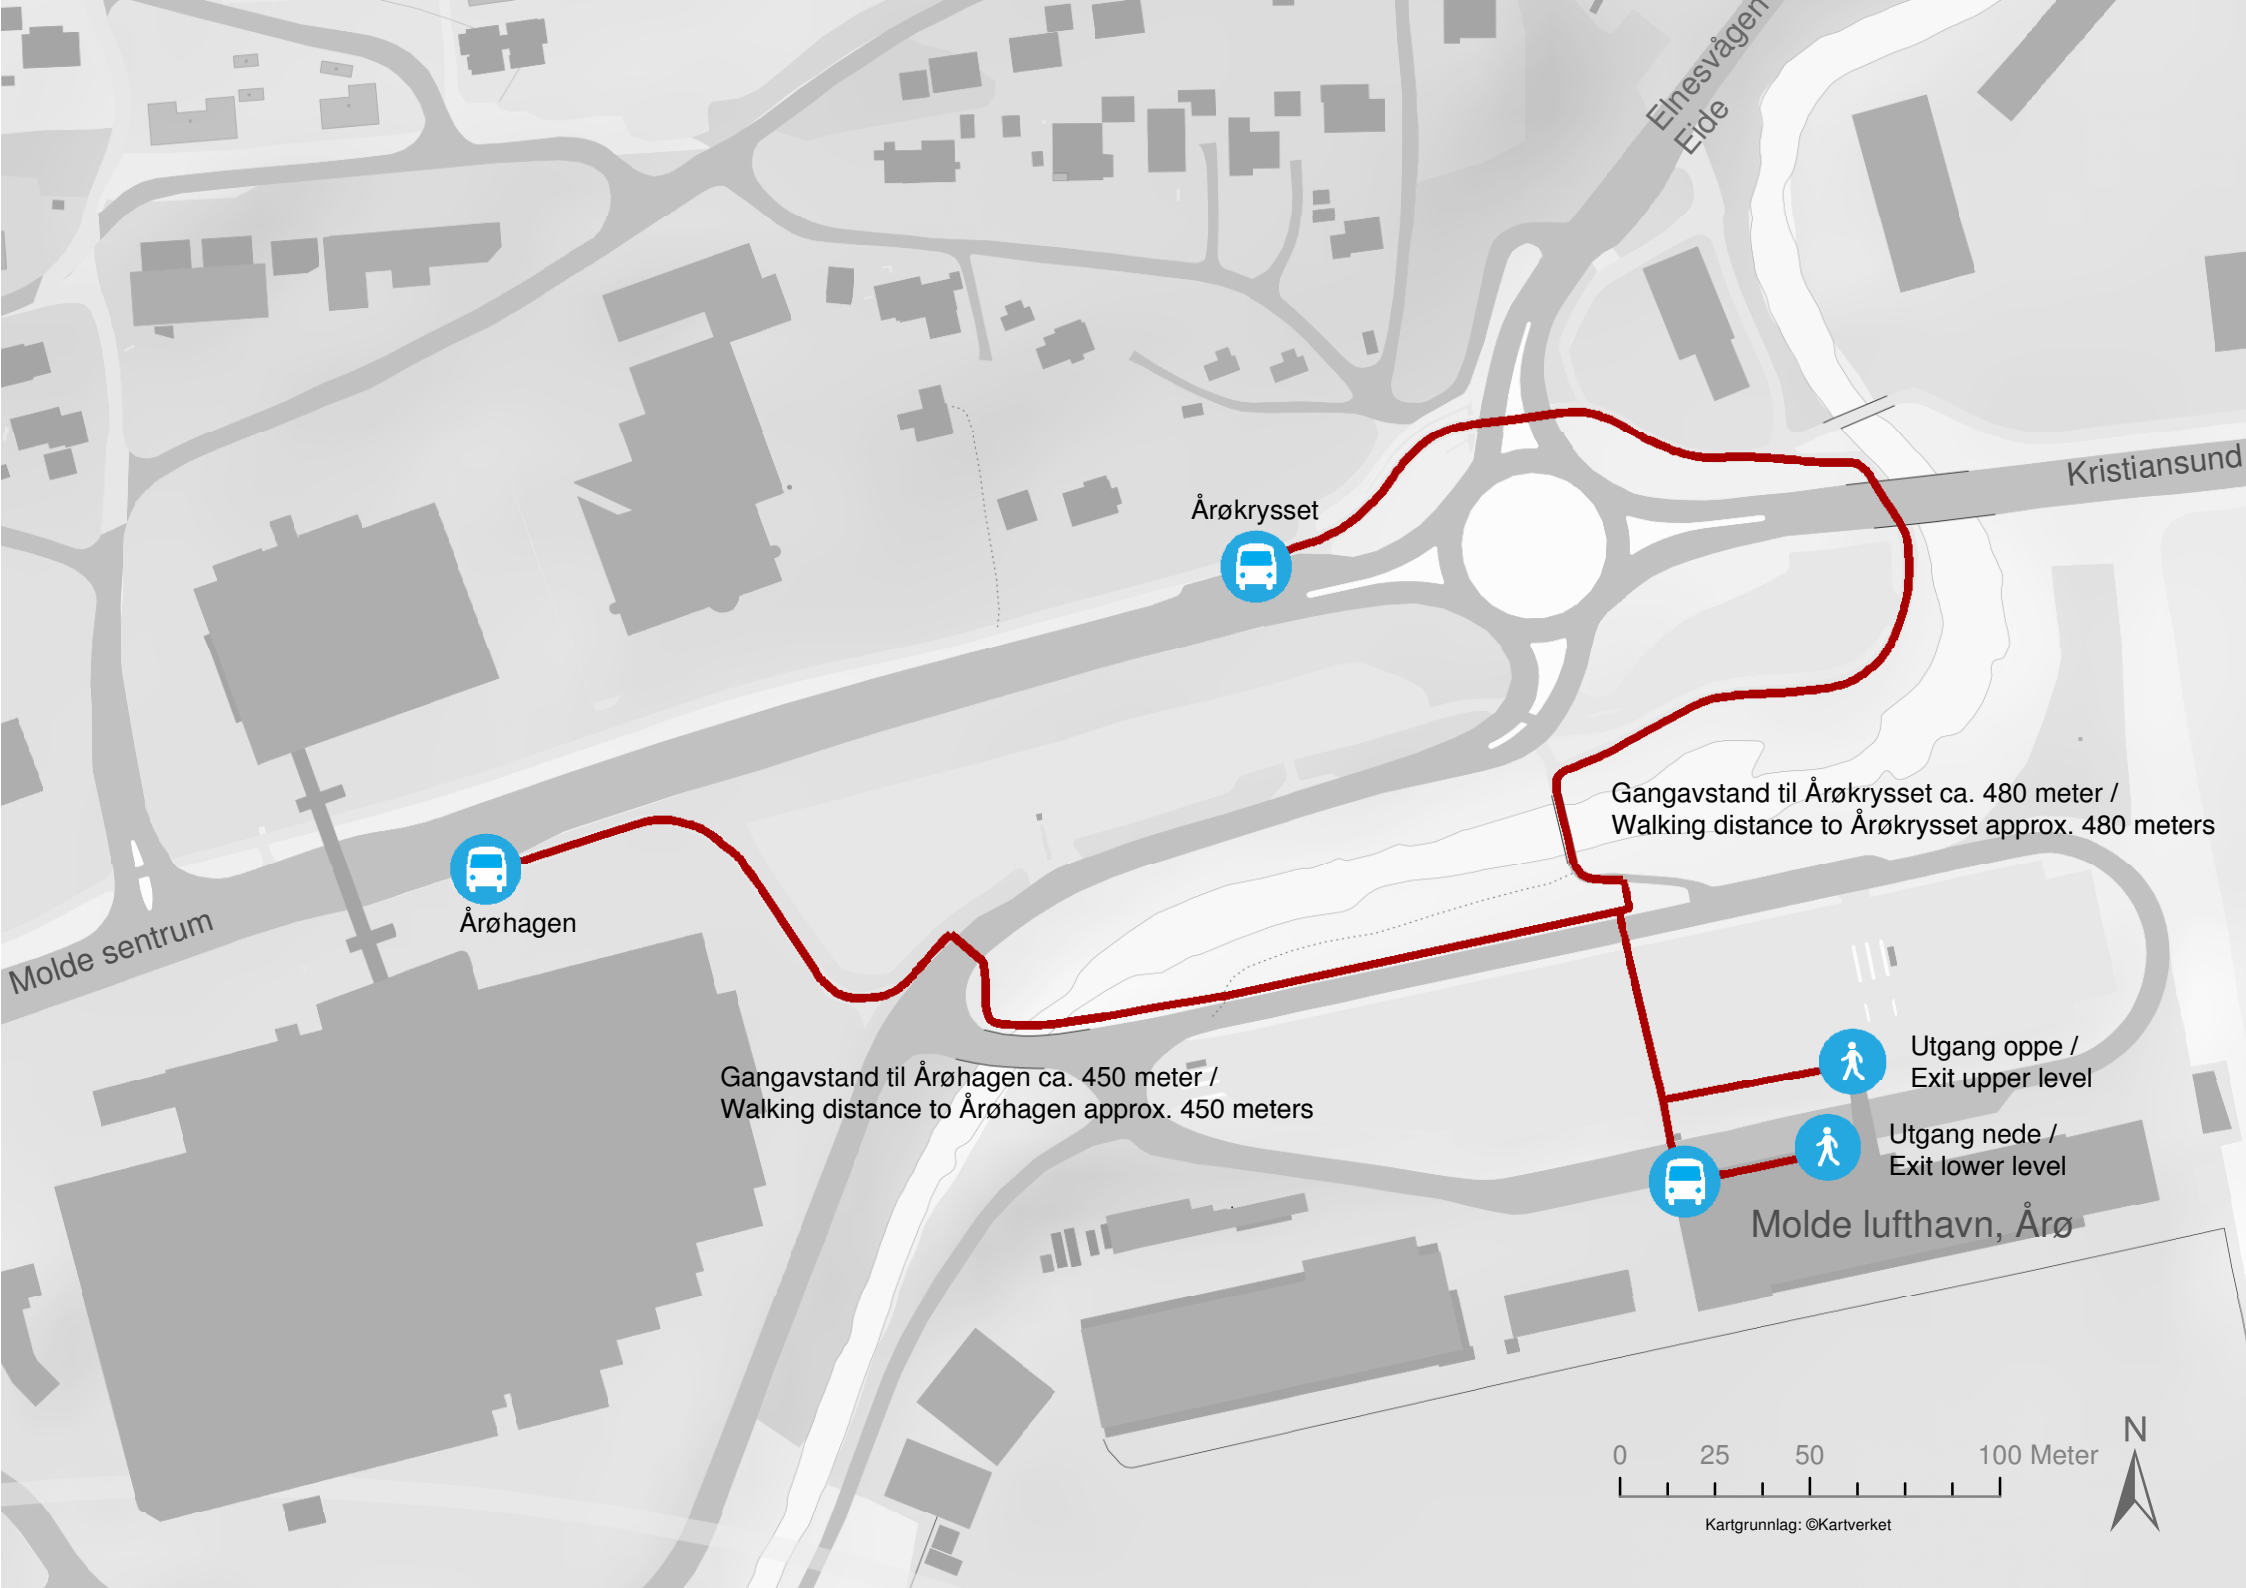 Elnesvågen
Eide
Kristiansund
Årøkrysset
Gangavstand til Årøkrysset ca. 480 meter /
Walking distance to Årøkrysset approx. 480 meters
Årøhagen
Molde sentrum
Gangavstand til Årøhagen ca. 450 meter /
Walking distance to Årøhagen approx. 450 meters
Utgang oppe /
Exit upper level
Utgang nede /
Exit lower level
Molde lufthavn, Årø
N
0 25 50 100 Meter
Kartgrunnlag: ©Kartverket